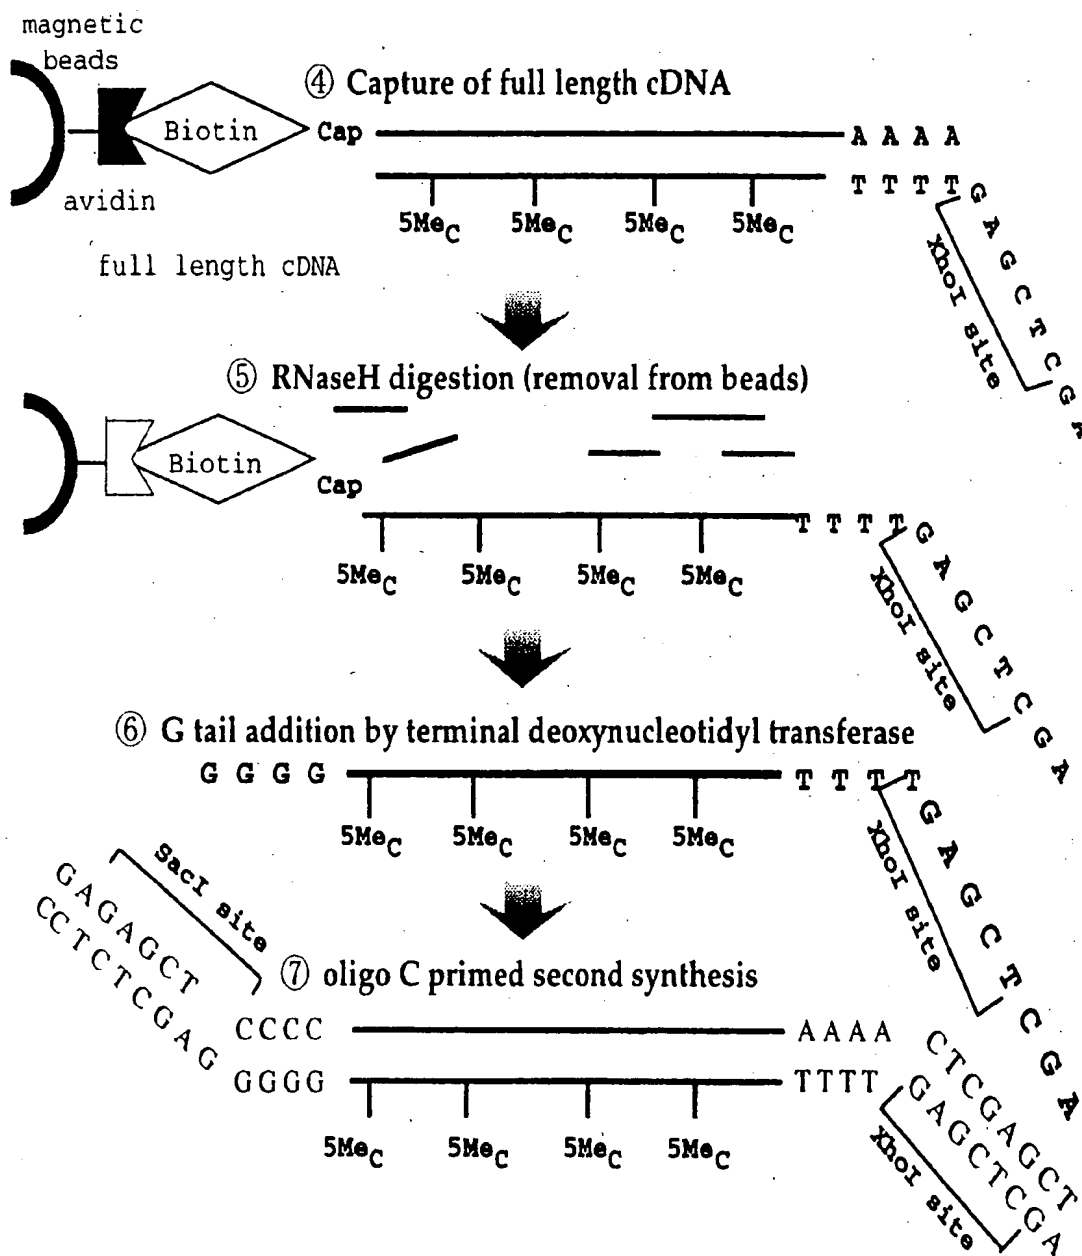 magnetic
beads
④ Capture of full length cDNA
Biotin
Cap
A A A A
avidin
T T T T G A G C T C G A
5MeC 5MeC 5MeC 5MeC
XhoI site
full length cDNA
⑤ RNaseH digestion (removal from beads)
Biotin
Cap
T T T T G A G C T C G A
5MeC 5MeC 5MeC 5MeC
XhoI site
⑥ G tail addition by terminal deoxynucleotidyl transferase
G G G G
T T T T G A G C T C G A
5MeC 5MeC 5MeC 5MeC
XhoI site
SacI site
GAGAGCT
CCTCTCGAG
⑦ oligo C primed second synthesis
CCCC
AAAA
CTCGAGCT
GGGG
TTTT
GAGCTCGA
5MeC 5MeC 5MeC 5MeC
XhoI site